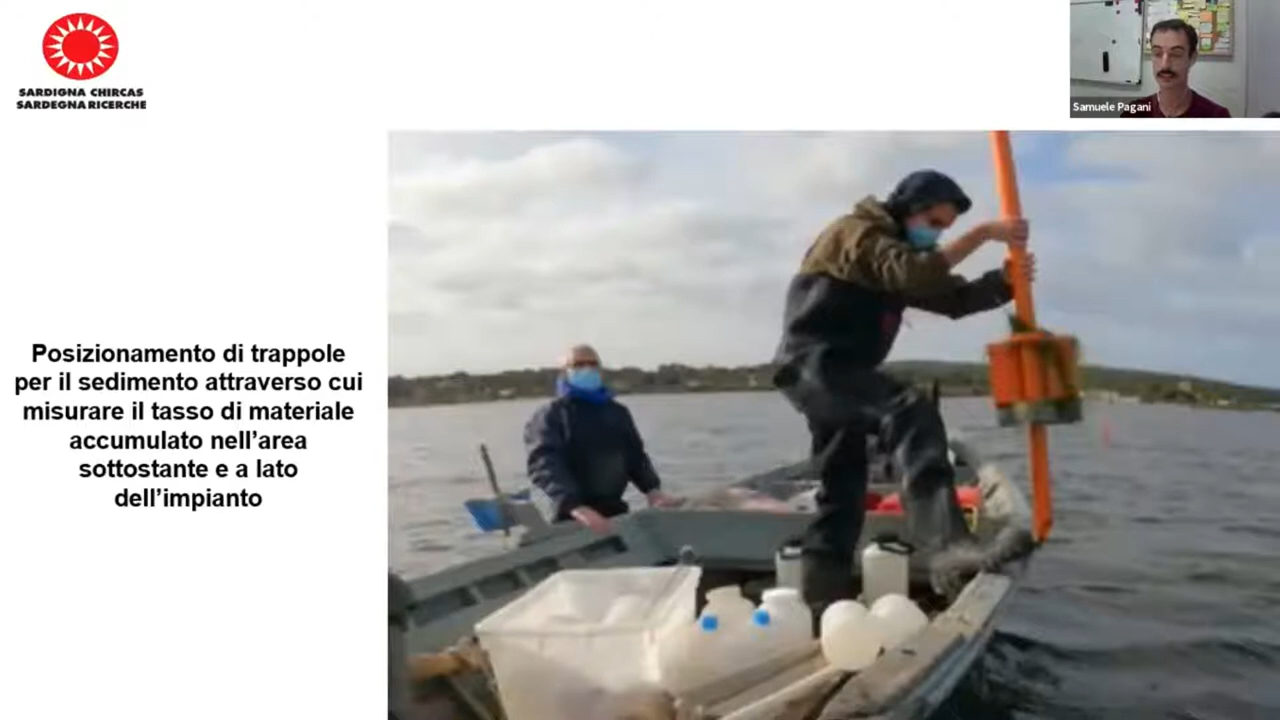 SARDIGNA CHIRCAS
SARDEGNA RICERCHE
Samuele Pagani
Posizionamento di trappole
per il sedimento attraverso cui
misurare il tasso di materiale
accumulato nell'area
sottostante e a lato
dell'impianto